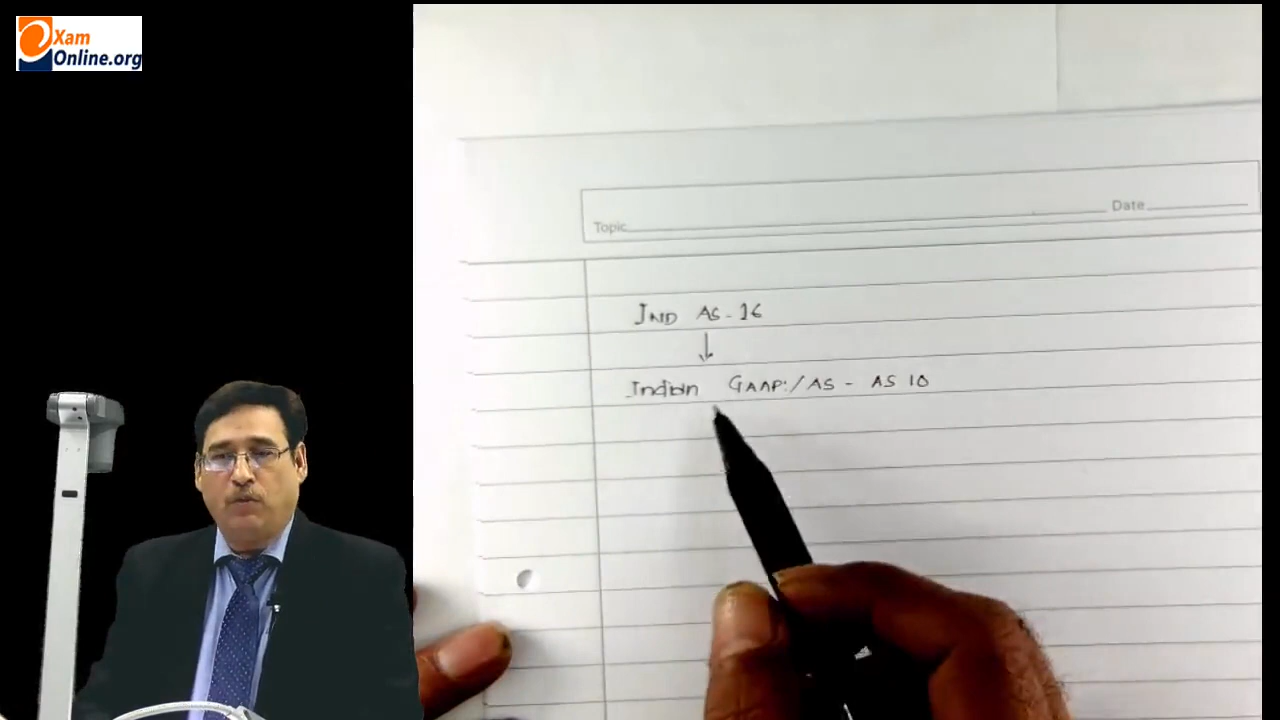 Xam
Online.org
Topic
Date
IND AS - 16
Indian GAAP:/AS - AS 10